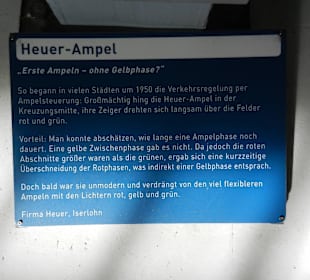 Heuer-Ampel
„Erste Ampeln – ohne Gelbphase?"
So begann in vielen Städten um 1950 die Verkehrsregelung per
Ampelsteuerung: Großmächtig hing die Heuer-Ampel in der
Kreuzungsmitte, ihre Zeiger drehten sich langsam über die Felder
rot und grün.
Vorteil: Man konnte abschätzen, wie lange eine Ampelphase noch
dauert. Eine gelbe Zwischenphase gab es nicht. Da jedoch die roten
Abschnitte größer waren als die grünen, ergab sich eine kurzzeitige
Überschneidung der Rotphasen, was indirekt einer Gelbphase entsprach.
Doch bald war sie unmodern und verdrängt von den viel flexibleren
Ampeln mit den Lichtern rot, gelb und grün.
Firma Heuer, Iserlohn